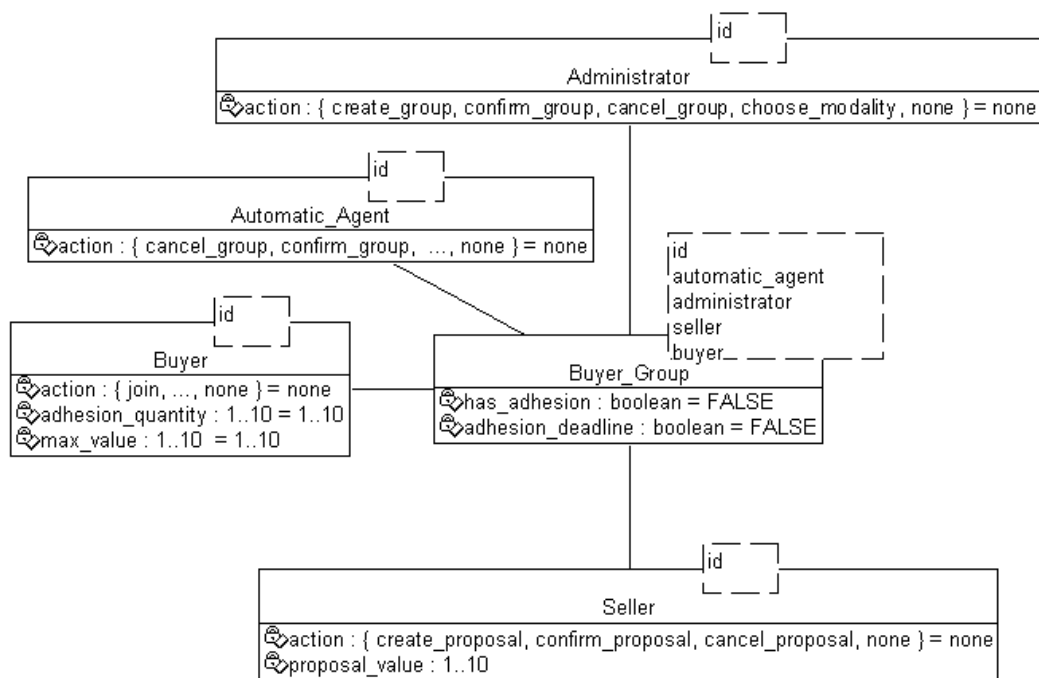 id
Administrator
action : { create_group, confirm_group, cancel_group, choose_modality, none } = none
id
Automatic_Agent
action : { cancel_group, confirm_group, ..., none } = none
id
automatic_agent
administrator
seller
buyer
id
Buyer
action : { join, ..., none } = none
adhesion_quantity : 1..10 = 1..10
max_value : 1..10 = 1..10
Buyer_Group
has_adhesion : boolean = FALSE
adhesion_deadline : boolean = FALSE
id
Seller
action : { create_proposal, confirm_proposal, cancel_proposal, none } = none
proposal_value : 1..10